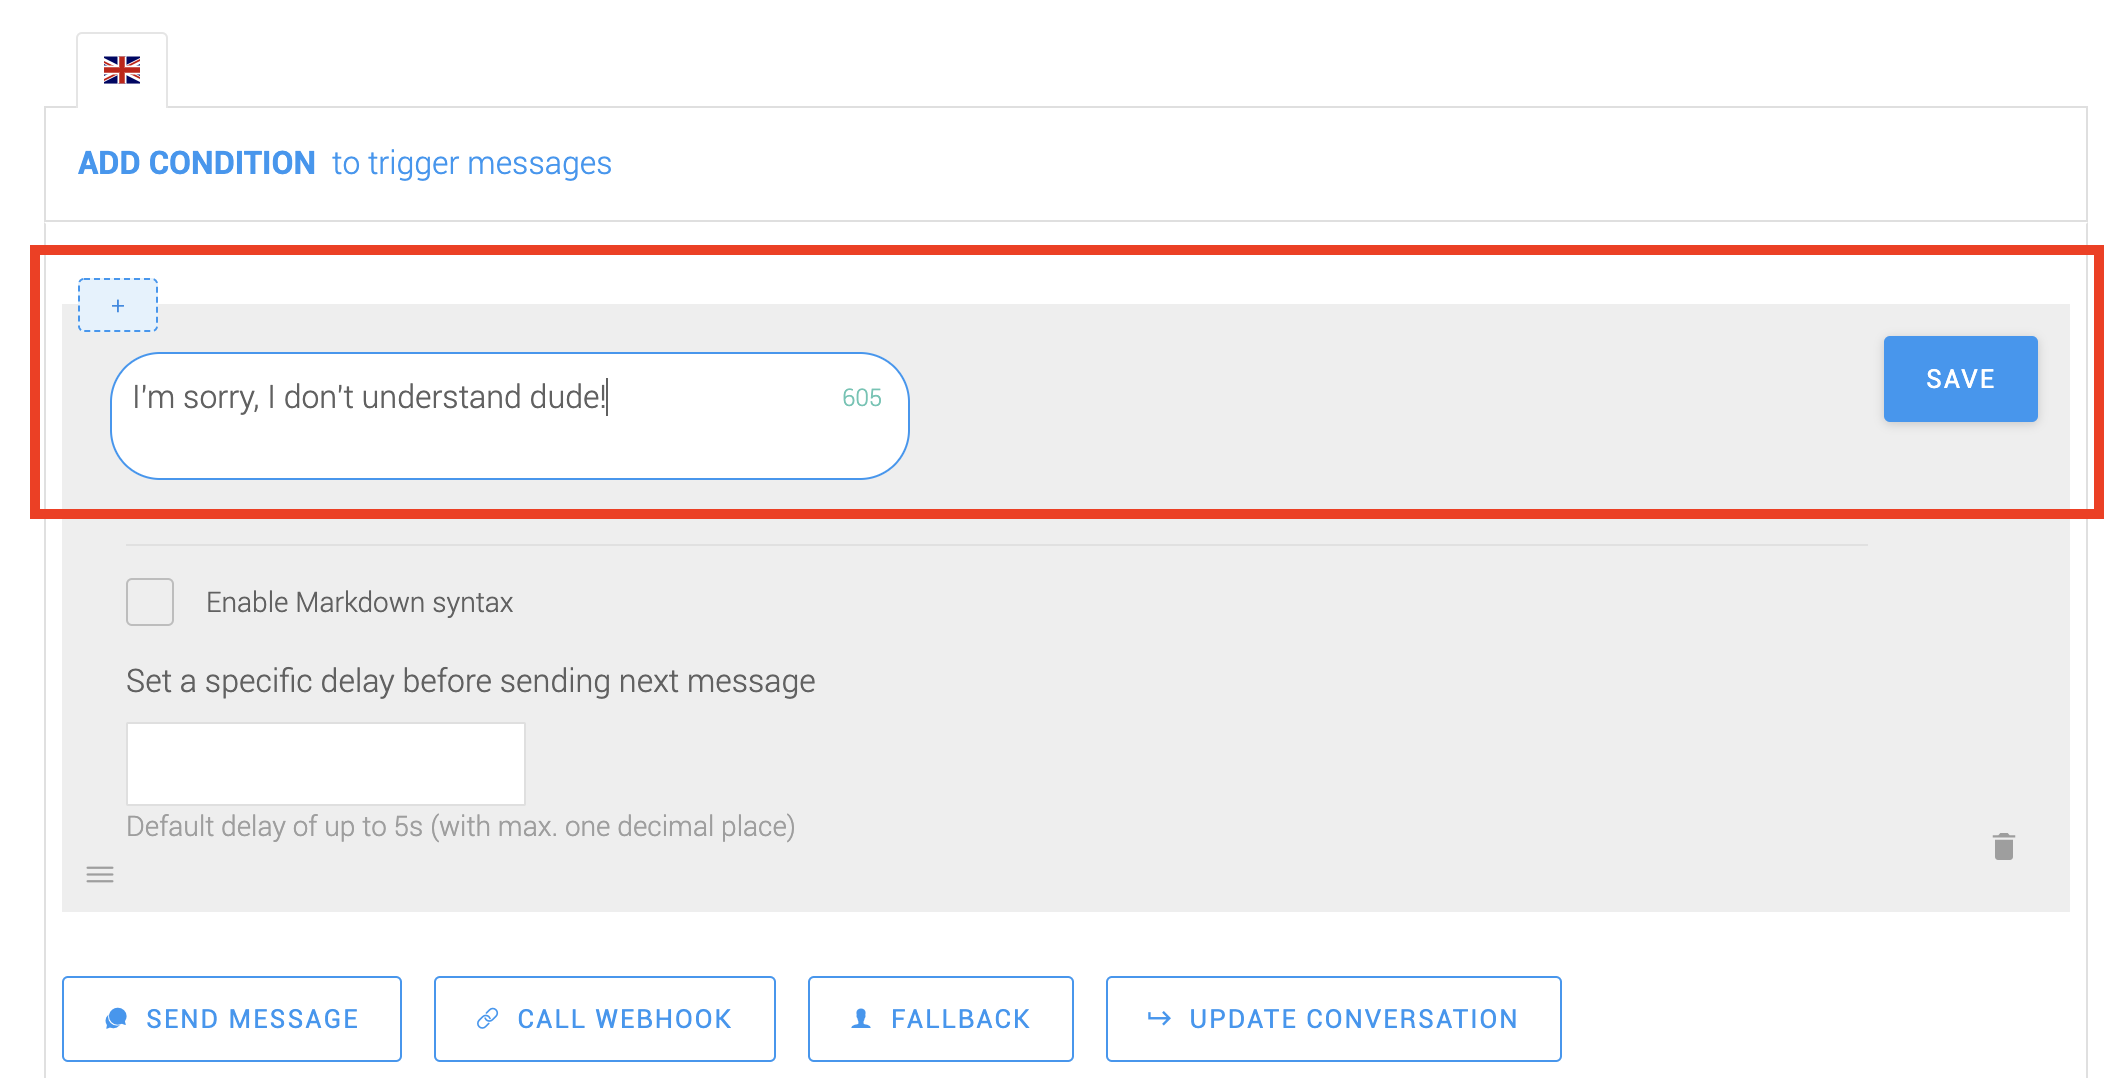 ADD CONDITION to trigger messages
+
I'm sorry, I don't understand dude!
605
SAVE
Enable Markdown syntax
Set a specific delay before sending next message
Default delay of up to 5s (with max. one decimal place)
SEND MESSAGE
CALL WEBHOOK
FALLBACK
UPDATE CONVERSATION